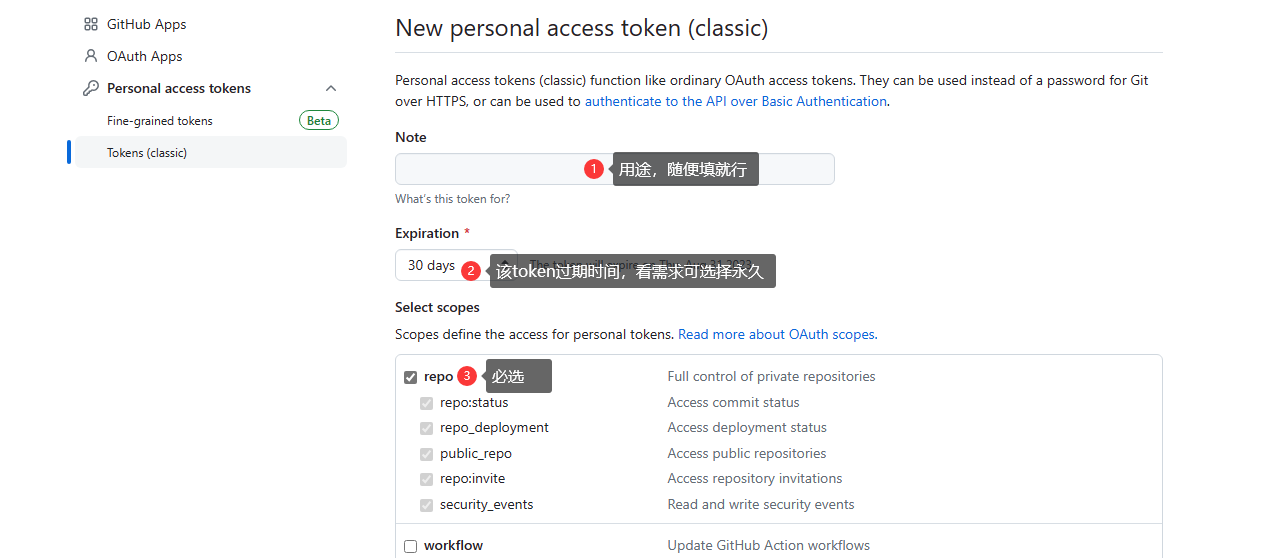 GitHub Apps
OAuth Apps
Personal access tokens
Fine-grained tokens Beta
Tokens (classic)
New personal access token (classic)
Personal access tokens (classic) function like ordinary OAuth access tokens. They can be used instead of a password for Git
over HTTPS, or can be used to authenticate to the API over Basic Authentication.
Note
1 用途，随便填就行
What's this token for?
Expiration *
30 days
2 该token过期时间，看需求可选择永久
Select scopes
Scopes define the access for personal tokens. Read more about OAuth scopes.
repo 3 必选 Full control of private repositories
repo:status Access commit status
repo_deployment Access deployment status
public_repo Access public repositories
repo:invite Access repository invitations
security_events Read and write security events
workflow Update GitHub Action workflows